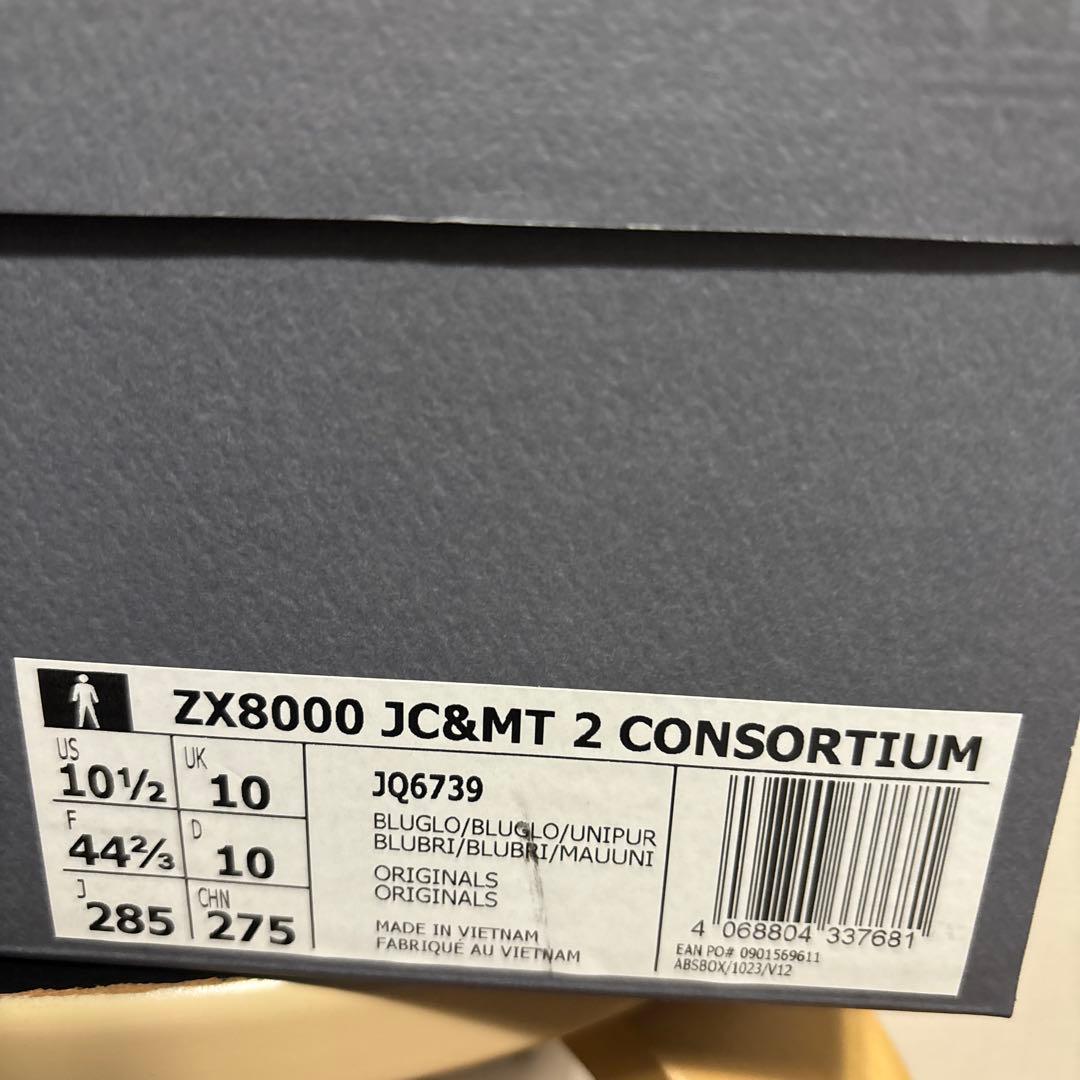 ZX8000 JC&MT 2 CONSORTIUM
US
10½
UK
10
F
44⅔
D
10
J
285
CHN
275
JQ6739
BLUGLO/BLUGLO/UNIPUR
BLUBRI/BLUBRI/MAUUNI
ORIGINALS
ORIGINALS
MADE IN VIETNAM
FABRIQUÉ AU VIETNAM
4 068804 337681
EAN PO# 0901569611
ABSBOX/1023/V12